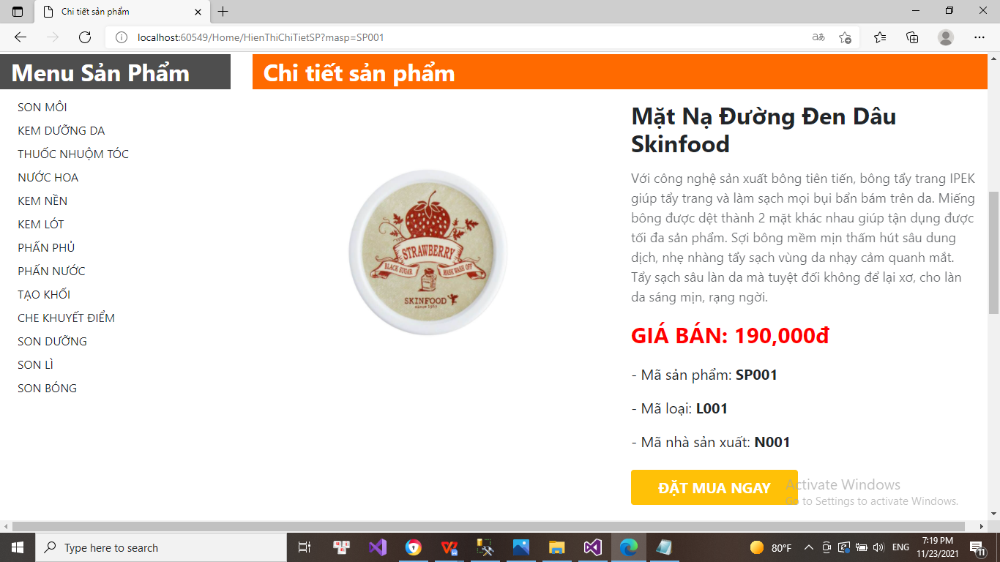 Chi tiết sản phẩm
localhost:60549/Home/HienThiChiTietSP?masp=SP001
aあ
Menu Sản Phẩm
SON MÔI
KEM DƯỠNG DA
THUỐC NHUỘM TÓC
NƯỚC HOA
KEM NỀN
KEM LÓT
PHẤN PHỦ
PHẤN NƯỚC
TẠO KHỐI
CHE KHUYẾT ĐIỂM
SON DƯỠNG
SON LÌ
SON BÓNG
Chi tiết sản phẩm
STRAWBERRY
BLACK SUGAR
MASK WASH OFF
SKINFOOD
since 1957
Mặt Nạ Đường Đen Dâu
Skinfood
Với công nghệ sản xuất bông tiên tiến, bông tẩy trang IPEK
giúp tẩy trang và làm sạch mọi bụi bẩn bám trên da. Miếng
bông được dệt thành 2 mặt khác nhau giúp tận dụng được
tối đa sản phẩm. Sợi bông mềm mịn thấm hút sâu dung
dịch, nhẹ nhàng tẩy sạch vùng da nhạy cảm quanh mắt.
Tẩy sạch sâu làn da mà tuyệt đối không để lại xơ, cho làn
da sáng mịn, rạng ngời.
GIÁ BÁN: 190,000đ
- Mã sản phẩm: SP001
- Mã loại: L001
- Mã nhà sản xuất: N001
ĐẶT MUA NGAY
Activate Windows
Go to Settings to activate Windows.
Type here to search
80°F
ENG
7:19 PM
11/23/2021
11